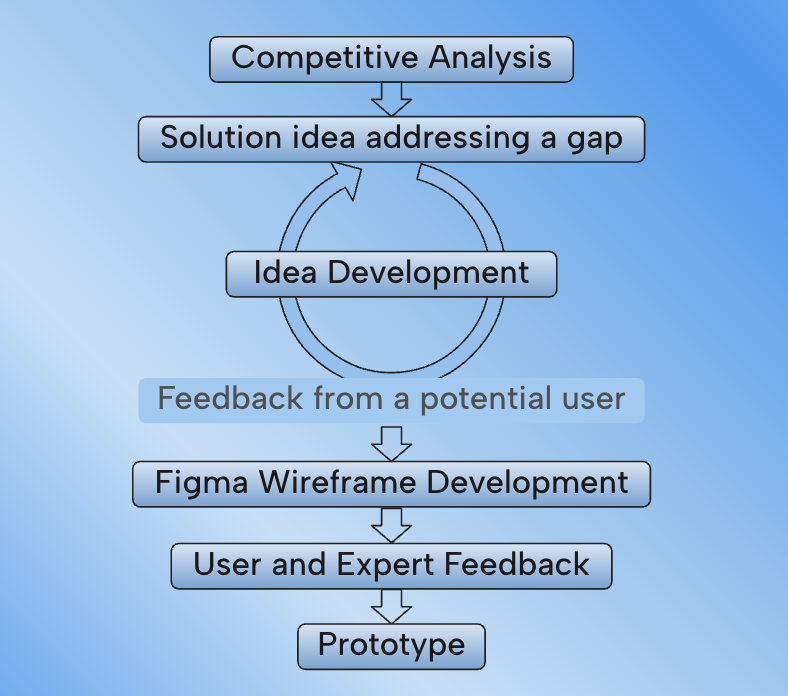 Competitive Analysis
Solution idea addressing a gap
Idea Development
Feedback from a potential user
Figma Wireframe Development
User and Expert Feedback
Prototype